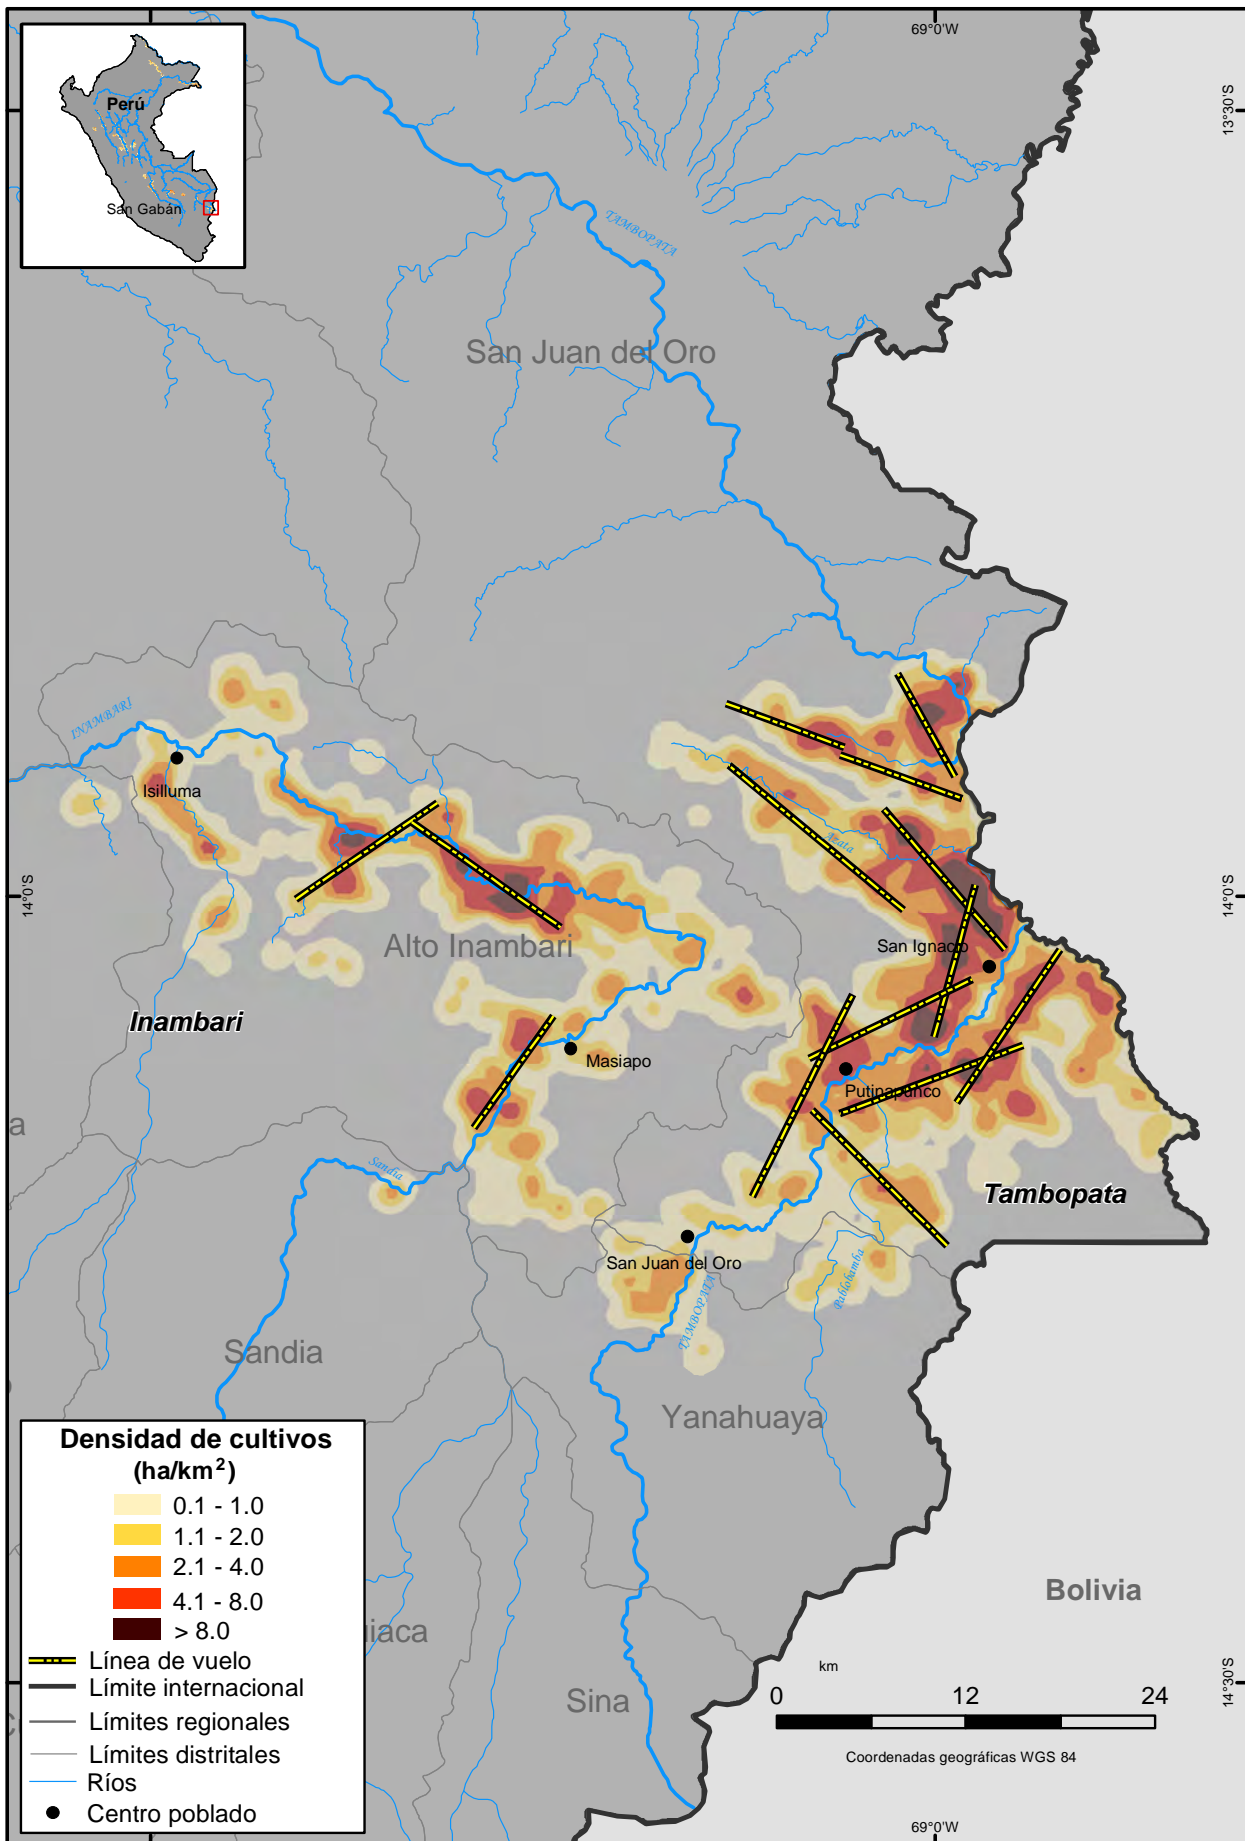 69°0'W
Perú
San Gabán
13°30'S
TAMBOPATA
San Juan del Oro
INAMBARI
Isilluma
Arata
14°0'S
14°0'S
Alto Inambari
San Ignacio
Inambari
Masiapo
Putinapunco
a
Sandia
Tambopata
San Juan del Oro
Pablobamba
TAMBOPATA
Sandia
Yanahuaya
Densidad de cultivos
(ha/km²)
0.1 - 1.0
1.1 - 2.0
2.1 - 4.0
4.1 - 8.0
> 8.0
Línea de vuelo
Límite internacional
Límites regionales
Límites distritales
Ríos
Centro poblado
iaca
Sina
Bolivia
km
0 12 24
Coordenadas geográficas WGS 84
14°30'S
69°0'W